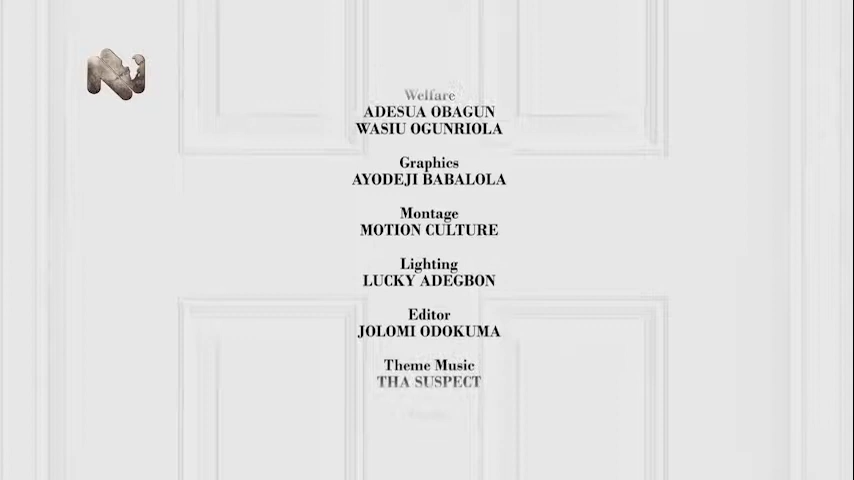 Welfare
ADESUA OBAGUN
WASIU OGUNRIOLA
Graphics
AYODEJI BABALOLA
Montage
MOTION CULTURE
Lighting
LUCKY ADEGBON
Editor
JOLOMI ODOKUMA
Theme Music
THA SUSPECT